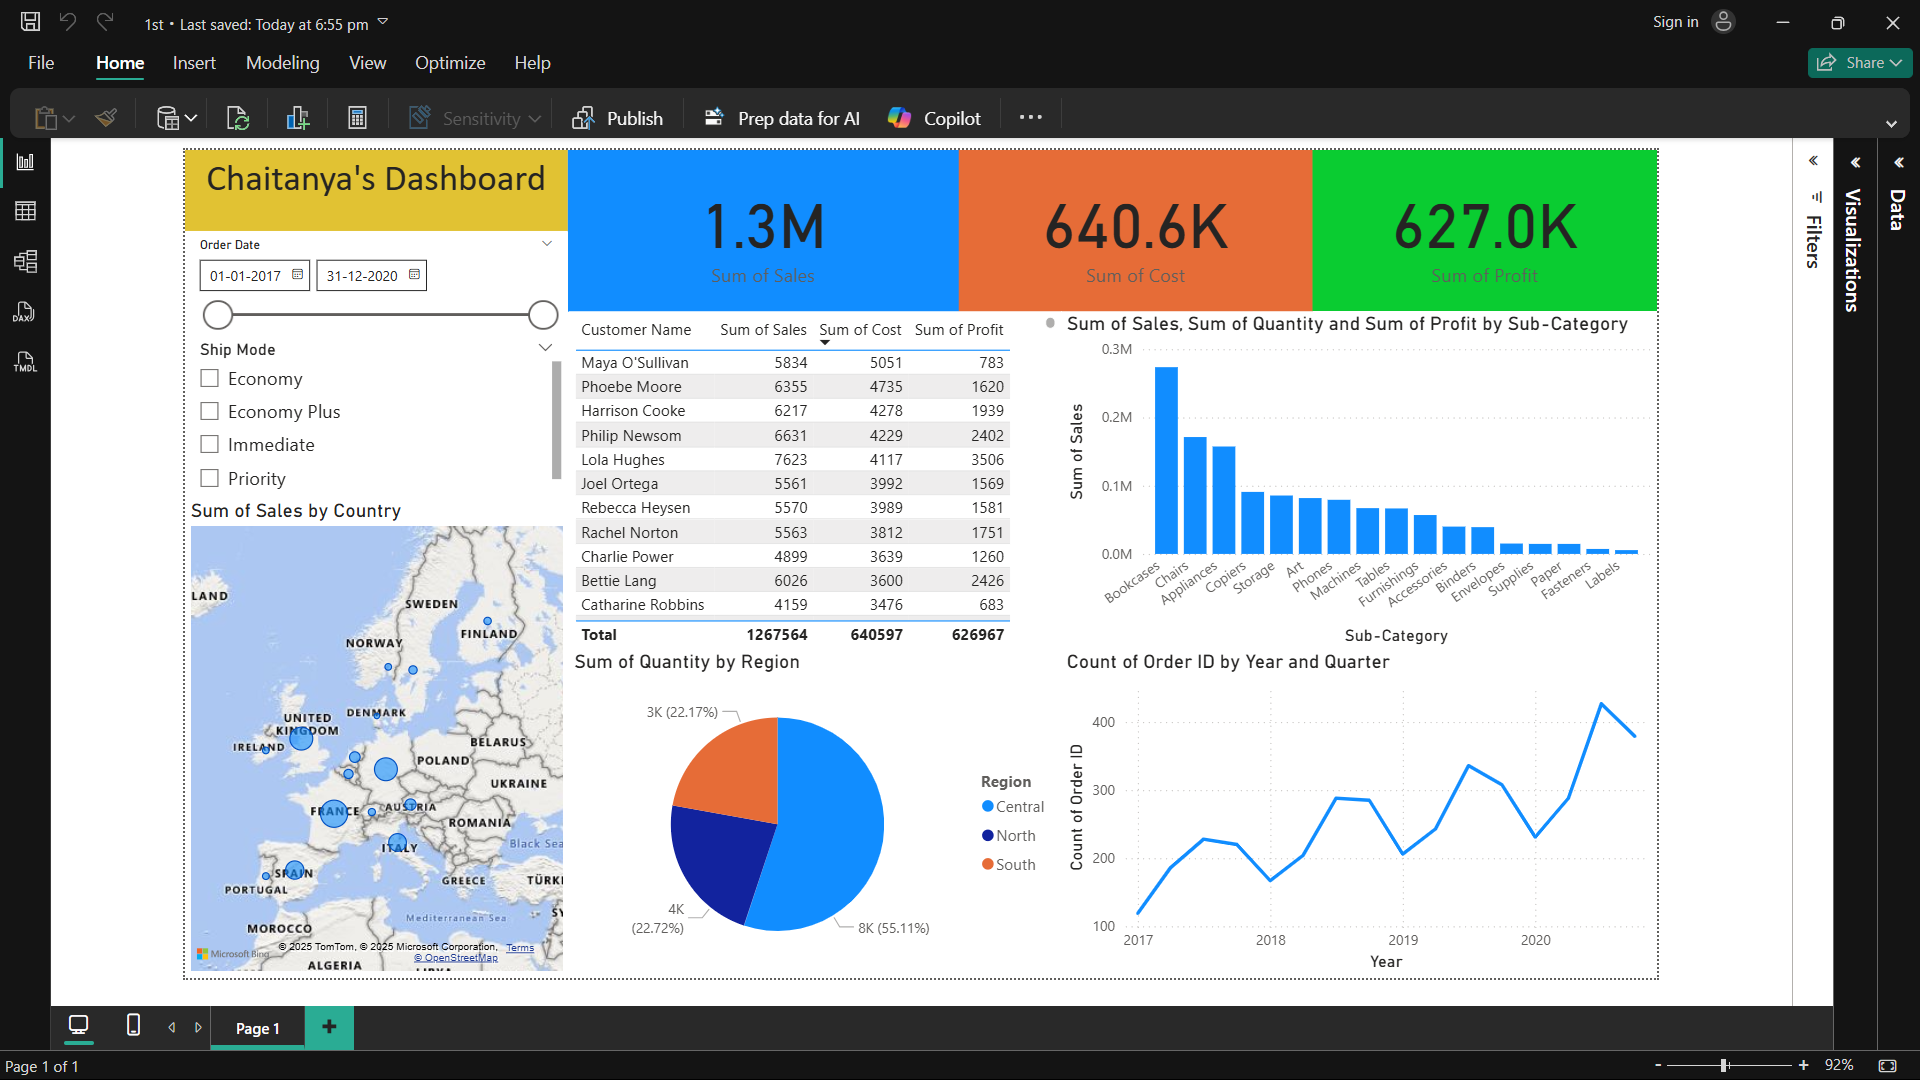 1st • Last saved: Today at 6:55 pm
Sign in
File Home Insert Modeling View Optimize Help
Share
Sensitivity
Publish
Prep data for AI
Copilot
DAX
TMDL
Chaitanya's Dashboard
1.3M
Sum of Sales
640.6K
Sum of Cost
627.0K
Sum of Profit
Filters
Visualizations
Data
Order Date
01-01-2017 31-12-2020
Ship Mode
Economy
Economy Plus
Immediate
Priority
Sum of Sales by Country
LAND
SWEDEN
FINLAND
NORWAY
DENMARK
UNITED
KINGDOM
IRELAND
BELARUS
POLAND
UKRAINE
FRANCE
AUSTRIA
ROMANIA
ITALY
Black Sea
SPAIN
PORTUGAL
GREECE
TÜRKI
Mediterranean Sea
SY
MOROCCO
Microsoft Bing
© 2025 TomTom, © 2025 Microsoft Corporation, Terms
© OpenStreetMap
ALGERIA
LIBYA
Customer Name Sum of Sales Sum of Cost Sum of Profit
Maya O'Sullivan 5834 5051 783
Phoebe Moore 6355 4735 1620
Harrison Cooke 6217 4278 1939
Philip Newsom 6631 4229 2402
Lola Hughes 7623 4117 3506
Joel Ortega 5561 3992 1569
Rebecca Heysen 5570 3989 1581
Rachel Norton 5563 3812 1751
Charlie Power 4899 3639 1260
Bettie Lang 6026 3600 2426
Catharine Robbins 4159 3476 683
Total 1267564 640597 626967
Sum of Sales, Sum of Quantity and Sum of Profit by Sub-Category
Sum of Sales
0.3M
0.2M
0.1M
0.0M
Bookcases
Chairs
Appliances
Copiers
Storage
Art
Phones
Machines
Tables
Furnishings
Accessories
Binders
Envelopes
Supplies
Paper
Fasteners
Labels
Sub-Category
Sum of Quantity by Region
3K (22.17%)
4K
(22.72%)
8K (55.11%)
Region
Central
North
South
Count of Order ID by Year and Quarter
Count of Order ID
400
300
200
100
2017 2018 2019 2020
Year
Page 1
Page 1 of 1
- + 92%